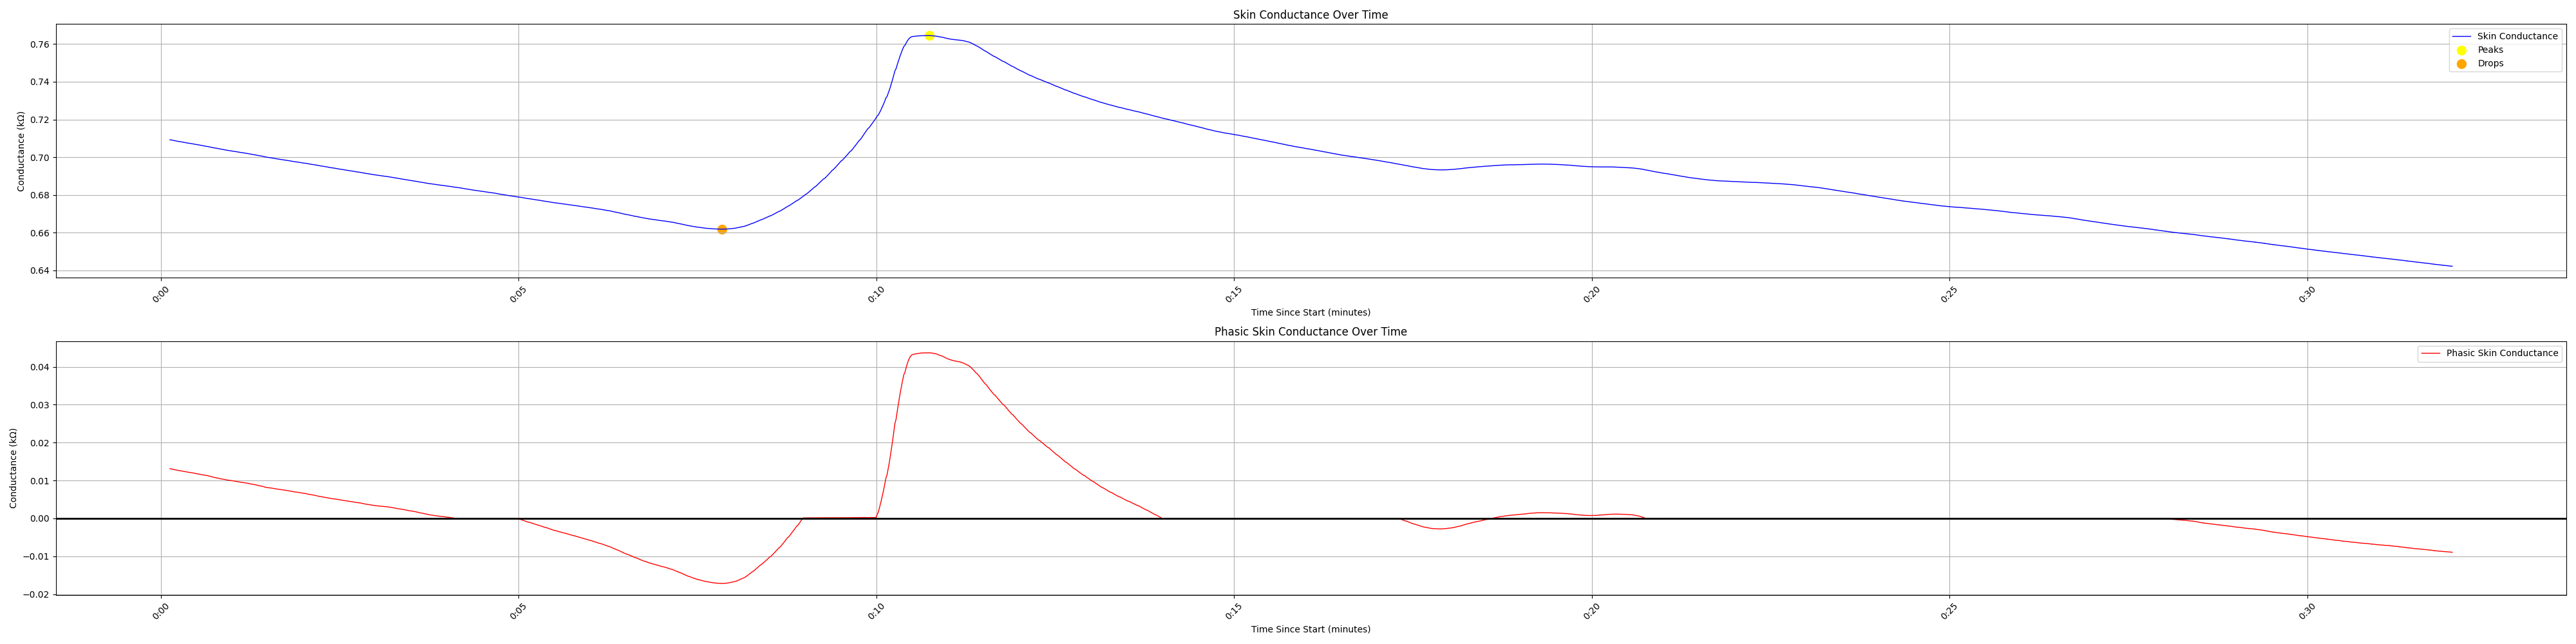 Skin Conductance Over Time
Conductance (kΩ)
0.76
0.74
0.72
0.70
0.68
0.66
0.64
Skin Conductance
Peaks
Drops
0:00
0:05
0:10
0:15
0:20
0:25
0:30
Time Since Start (minutes)
Phasic Skin Conductance Over Time
Conductance (kΩ)
0.04
0.03
0.02
0.01
0.00
−0.01
−0.02
Phasic Skin Conductance
0:00
0:05
0:10
0:15
0:20
0:25
0:30
Time Since Start (minutes)